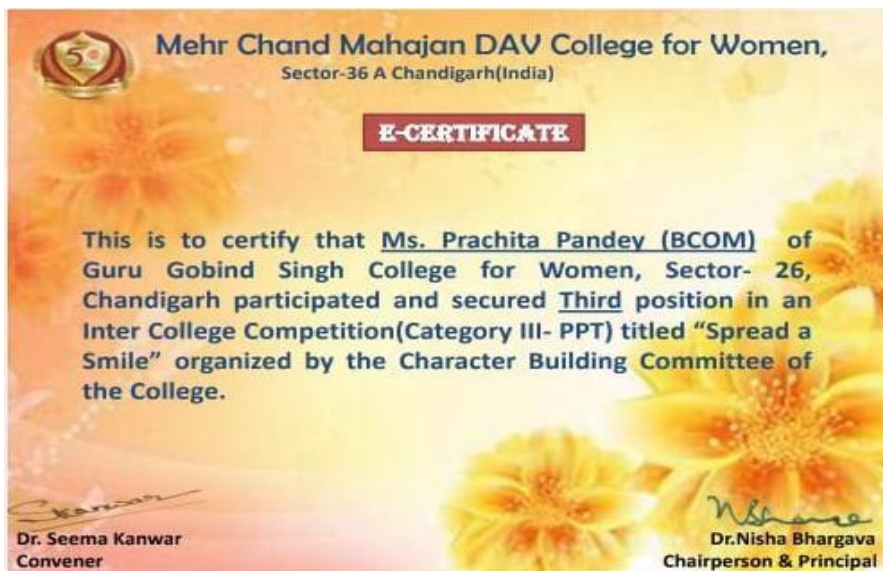 50
Mehr Chand Mahajan DAV College for Women,
Sector-36 A Chandigarh(India)
E-CERTIFICATE
This is to certify that Ms. Prachita Pandey (BCOM) of
Guru Gobind Singh College for Women, Sector- 26,
Chandigarh participated and secured Third position in an
Inter College Competition(Category III- PPT) titled “Spread a
Smile” organized by the Character Building Committee of
the College.
Dr. Seema Kanwar
Convener
Dr.Nisha Bhargava
Chairperson & Principal